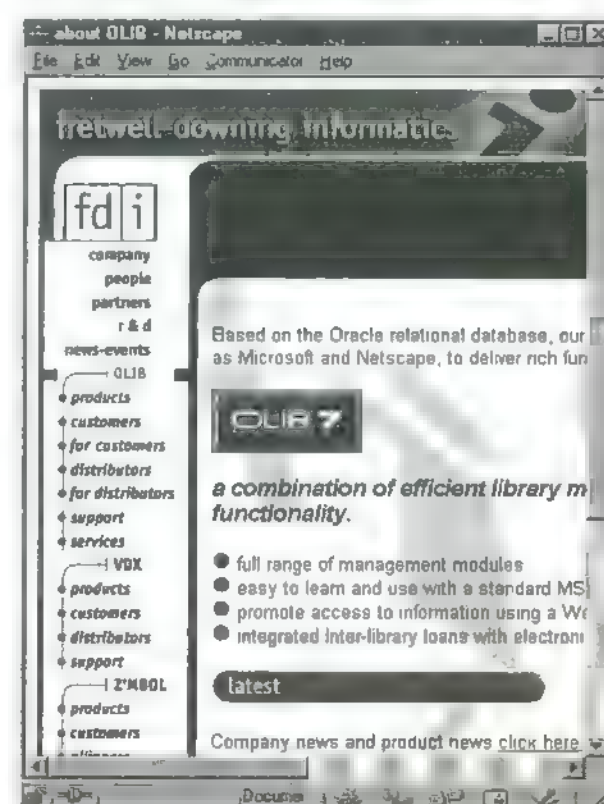 about OLIB - Netscape
File Edit View Go Communicator Help
fretwell-downing informatics
fdi
company
people
partners
r & d
news-events
OLIB
products
customers
for customers
distributors
for distributors
support
services
VDX
products
customers
distributors
support
Z'MBOL
products
customers
Based on the Oracle relational database, our
as Microsoft and Netscape, to deliver rich fun
OLIB 7
a combination of efficient library m
functionality.
full range of management modules
easy to learn and use with a standard MS
promote access to information using a We
integrated inter-library loans with electroni
latest
Company news and product news click here
Docume